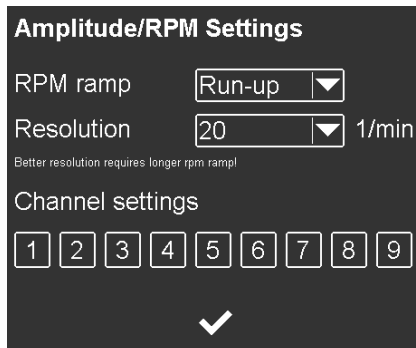 Amplitude/RPM Settings
RPM ramp Run-up
Resolution 20 1/min
Better resolution requires longer rpm ramp!
Channel settings
1 2 3 4 5 6 7 8 9